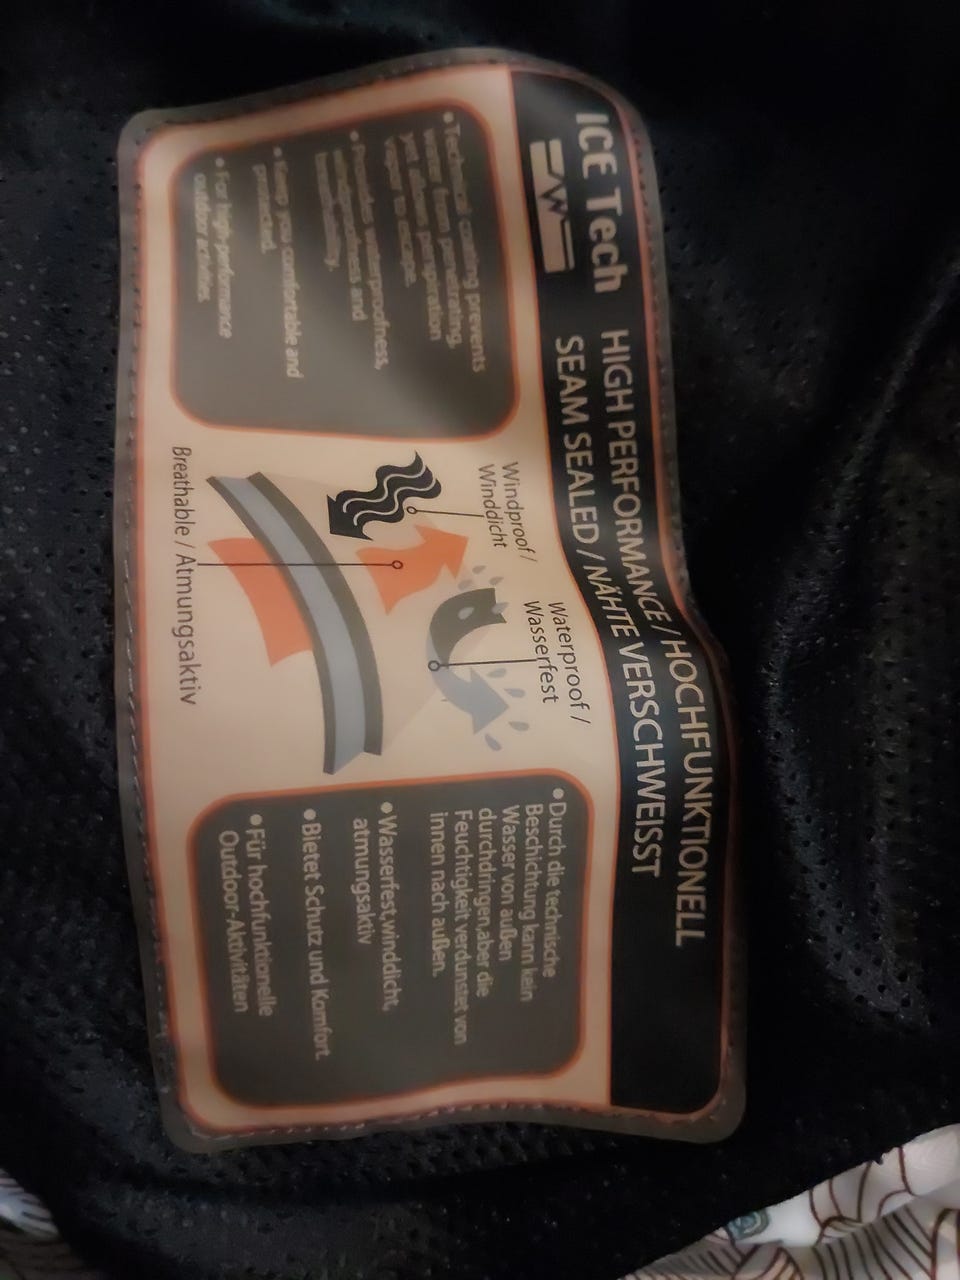 ICE Tech
HIGH PERFORMANCE / HOCHFUNKTIONELL
SEAM SEALED / NÄHTE VERSCHWEISST
• Technical coating prevents
water from penetrating,
yet allows perspiration
vapor to escape.
• Provides waterproofness,
windproofness and
breathability.
• Keep you comfortable and
protected.
• For high-performance
outdoor activities
Windproof /
Winddicht
Waterproof /
Wasserfest
Breathable / Atmungsaktiv
• Durch die technische
Beschichtung kann kein
Wasser von außen
durchdringen,aber die
Feuchtigkeit verdunstet von
innen nach außen.
• Wasserfest,winddicht,
atmungsaktiv
• Bietet Schutz und Komfort
• Für hochfunktionelle
Outdoor-Aktivitäten